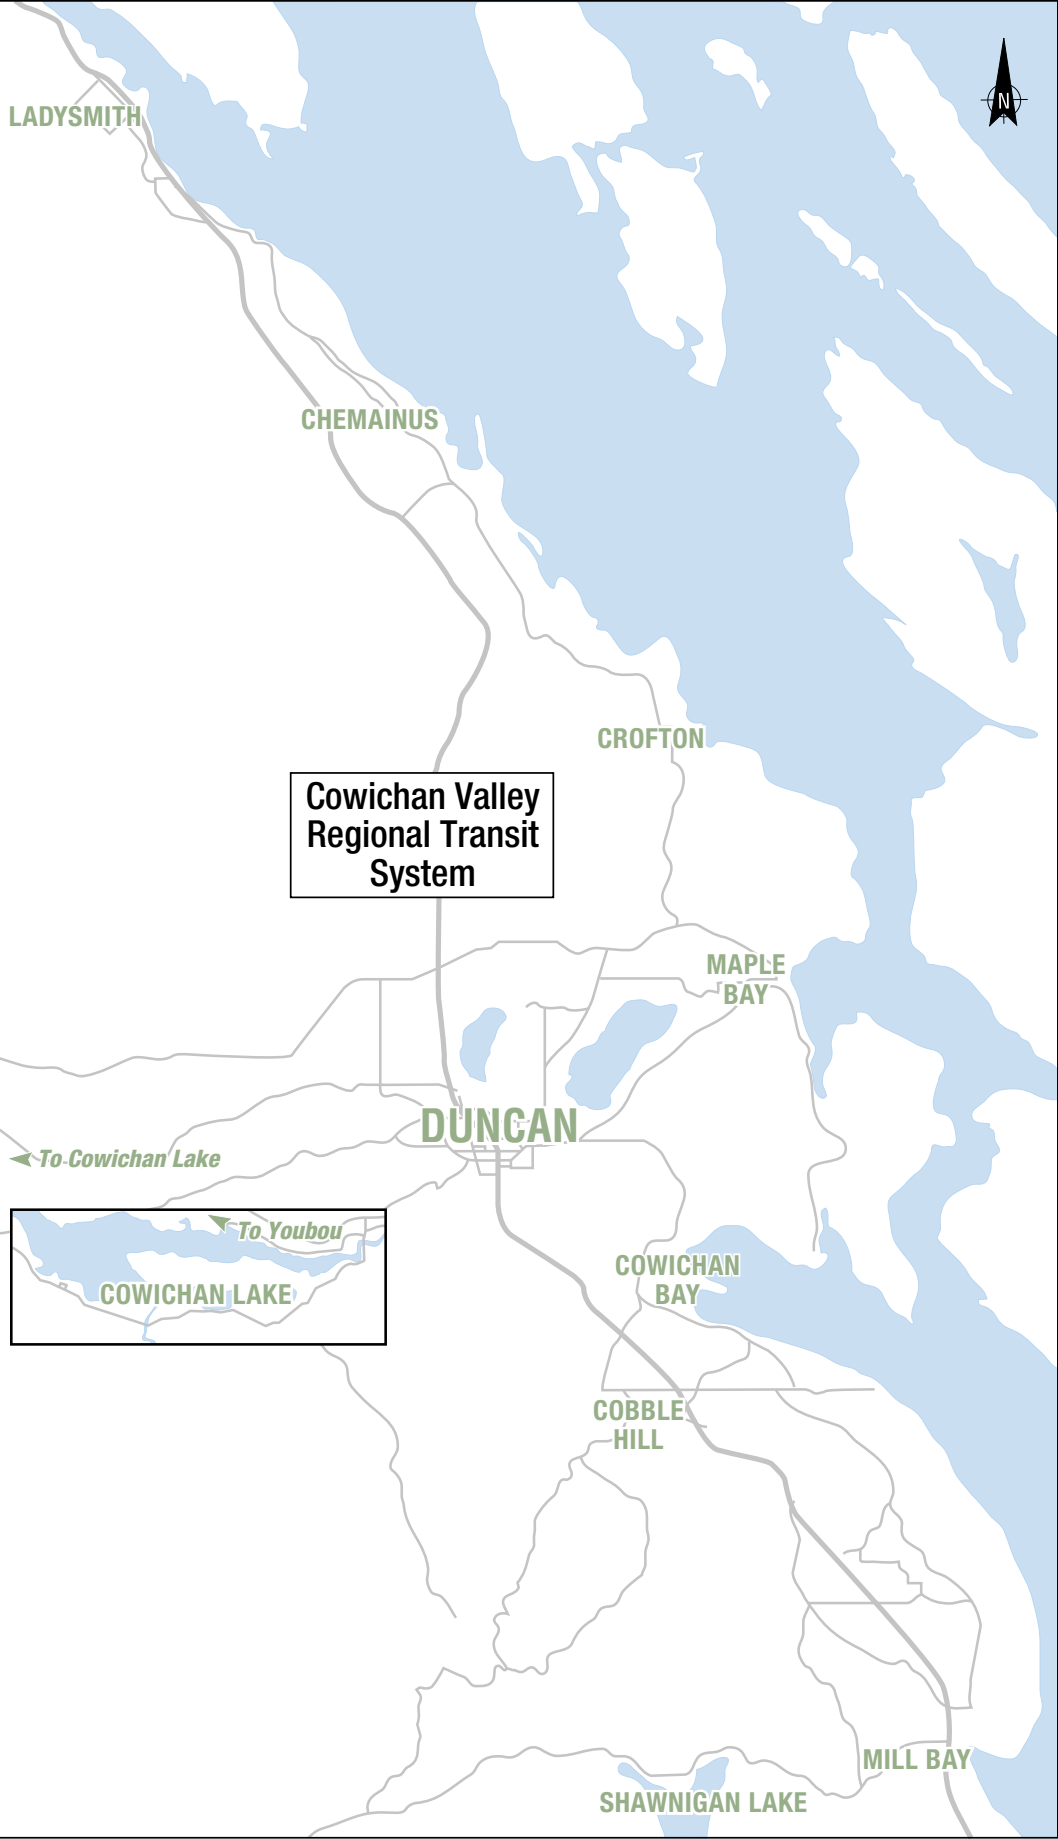 N
LADYSMITH
CHEMAINUS
CROFTON
Cowichan Valley
Regional Transit
System
MAPLE
BAY
DUNCAN
To Cowichan Lake
To Youbou
COWICHAN LAKE
COWICHAN
BAY
COBBLE
HILL
MILL BAY
SHAWNIGAN LAKE